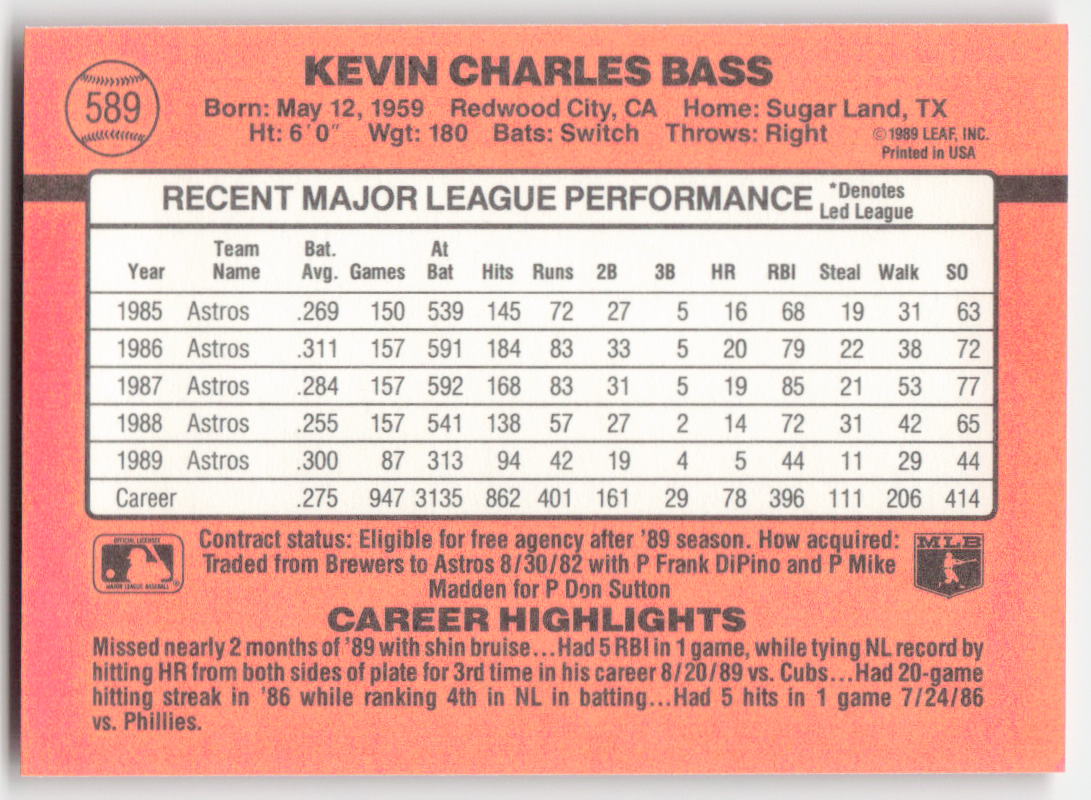 589
KEVIN CHARLES BASS
Born: May 12, 1959 Redwood City, CA Home: Sugar Land, TX
Ht: 6'0" Wgt: 180 Bats: Switch Throws: Right
©1989 LEAF, INC.
Printed in USA
RECENT MAJOR LEAGUE PERFORMANCE
*Denotes
Led League
Year Team Name Bat. Avg. Games At Bat Hits Runs 2B 3B HR RBI Steal Walk SO
1985 Astros .269 150 539 145 72 27 5 16 68 19 31 63
1986 Astros .311 157 591 184 83 33 5 20 79 22 38 72
1987 Astros .284 157 592 168 83 31 5 19 85 21 53 77
1988 Astros .255 157 541 138 57 27 2 14 72 31 42 65
1989 Astros .300 87 313 94 42 19 4 5 44 11 29 44
Career .275 947 3135 862 401 161 29 78 396 111 206 414
OFFICIAL LICENSEE
MAJOR LEAGUE BASEBALL
Contract status: Eligible for free agency after '89 season. How acquired:
Traded from Brewers to Astros 8/30/82 with P Frank DiPino and P Mike
Madden for P Don Sutton
MLB
CAREER HIGHLIGHTS
Missed nearly 2 months of '89 with shin bruise...Had 5 RBI in 1 game, while tying NL record by
hitting HR from both sides of plate for 3rd time in his career 8/20/89 vs. Cubs...Had 20-game
hitting streak in '86 while ranking 4th in NL in batting...Had 5 hits in 1 game 7/24/86
vs. Phillies.